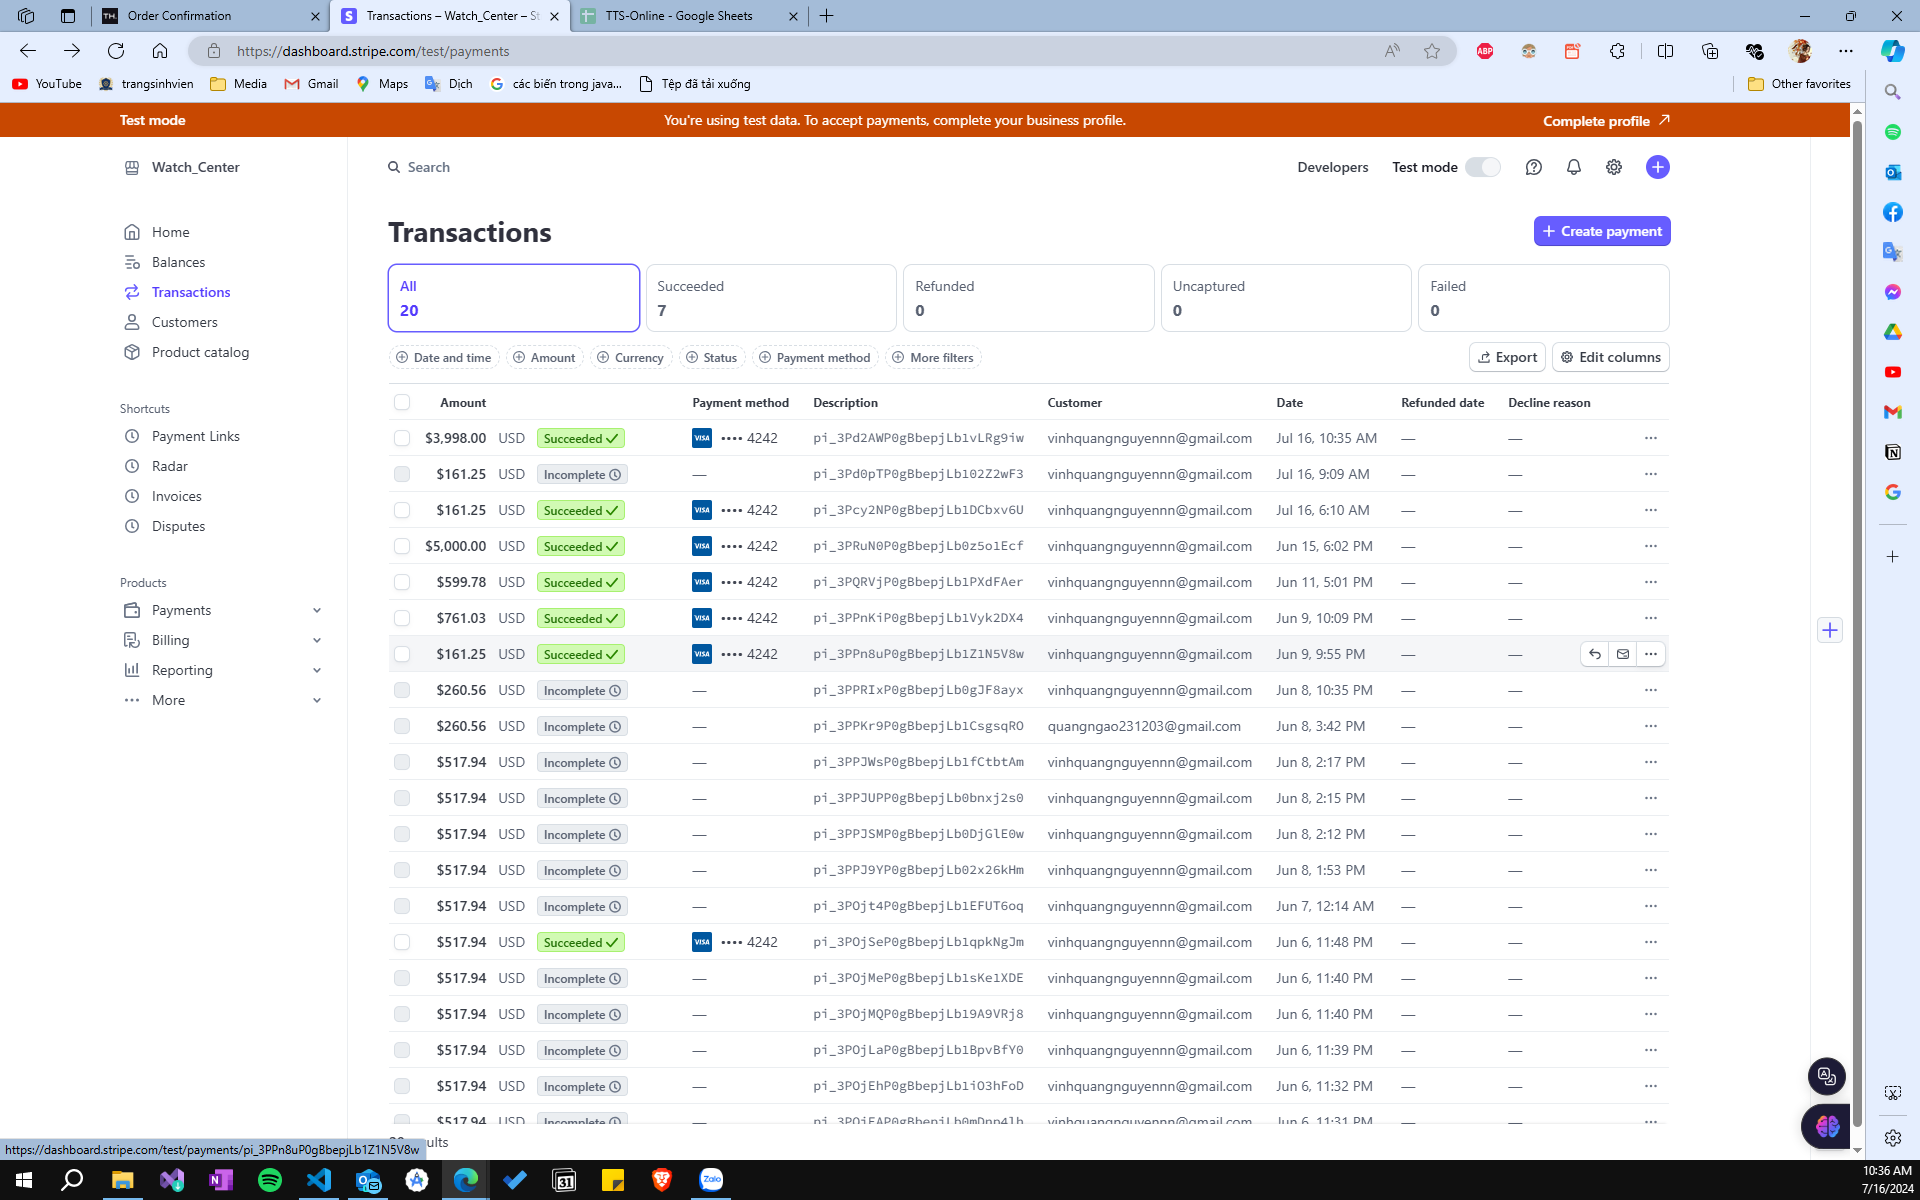 Order Confirmation
Transactions – Watch_Center – St
TTS-Online - Google Sheets
https://dashboard.stripe.com/test/payments
YouTube
trangsinhvien
Media
Gmail
Maps
Dịch
các biến trong java...
Tệp đã tải xuống
Other favorites
Test mode
You're using test data. To accept payments, complete your business profile.
Complete profile
Watch_Center
Search
Developers
Test mode
Home
Balances
Transactions
Customers
Product catalog
Shortcuts
Payment Links
Radar
Invoices
Disputes
Products
Payments
Billing
Reporting
More
Transactions
Create payment
All
20
Succeeded
7
Refunded
0
Uncaptured
0
Failed
0
Date and time
Amount
Currency
Status
Payment method
More filters
Export
Edit columns
Amount Payment method Description Customer Date Refunded date Decline reason
$3,998.00 USD Succeeded VISA •••• 4242 pi_3Pd2AWP0gBbepjLb1vLRg9iw vinhquangnguyennn@gmail.com Jul 16, 10:35 AM — —
$161.25 USD Incomplete — pi_3Pd0pTP0gBbepjLb102Z2wF3 vinhquangnguyennn@gmail.com Jul 16, 9:09 AM — —
$161.25 USD Succeeded VISA •••• 4242 pi_3Pcy2NP0gBbepjLb1DCbxv6U vinhquangnguyennn@gmail.com Jul 16, 6:10 AM — —
$5,000.00 USD Succeeded VISA •••• 4242 pi_3PRuN0P0gBbepjLb0z5o1Ecf vinhquangnguyennn@gmail.com Jun 15, 6:02 PM — —
$599.78 USD Succeeded VISA •••• 4242 pi_3PQRVjP0gBbepjLb1PXdFAer vinhquangnguyennn@gmail.com Jun 11, 5:01 PM — —
$761.03 USD Succeeded VISA •••• 4242 pi_3PPnKiP0gBbepjLb1Vyk2DX4 vinhquangnguyennn@gmail.com Jun 9, 10:09 PM — —
$161.25 USD Succeeded VISA •••• 4242 pi_3PPn8uP0gBbepjLb1Z1N5V8w vinhquangnguyennn@gmail.com Jun 9, 9:55 PM — —
$260.56 USD Incomplete — pi_3PPRIxP0gBbepjLb0gJF8ayx vinhquangnguyennn@gmail.com Jun 8, 10:35 PM — —
$260.56 USD Incomplete — pi_3PPKr9P0gBbepjLb1CsgsqRO quangngao231203@gmail.com Jun 8, 3:42 PM — —
$517.94 USD Incomplete — pi_3PPJWsP0gBbepjLb1fCtbtAm vinhquangnguyennn@gmail.com Jun 8, 2:17 PM — —
$517.94 USD Incomplete — pi_3PPJUPP0gBbepjLb0bnxj2s0 vinhquangnguyennn@gmail.com Jun 8, 2:15 PM — —
$517.94 USD Incomplete — pi_3PPJSMP0gBbepjLb0DjGlE0w vinhquangnguyennn@gmail.com Jun 8, 2:12 PM — —
$517.94 USD Incomplete — pi_3PPJ9YP0gBbepjLb02x26kHm vinhquangnguyennn@gmail.com Jun 8, 1:53 PM — —
$517.94 USD Incomplete — pi_3POjt4P0gBbepjLb1EFUT6oq vinhquangnguyennn@gmail.com Jun 7, 12:14 AM — —
$517.94 USD Succeeded VISA •••• 4242 pi_3POjSeP0gBbepjLb1qpkNgJm vinhquangnguyennn@gmail.com Jun 6, 11:48 PM — —
$517.94 USD Incomplete — pi_3POjMeP0gBbepjLb1sKe1XDE vinhquangnguyennn@gmail.com Jun 6, 11:40 PM — —
$517.94 USD Incomplete — pi_3POjMQP0gBbepjLb19A9VRj8 vinhquangnguyennn@gmail.com Jun 6, 11:40 PM — —
$517.94 USD Incomplete — pi_3POjLaP0gBbepjLb1BpvBfY0 vinhquangnguyennn@gmail.com Jun 6, 11:39 PM — —
$517.94 USD Incomplete — pi_3POjEhP0gBbepjLb1iO3hFoD vinhquangnguyennn@gmail.com Jun 6, 11:32 PM — —
$517.94 USD Incomplete — vinhquangnguyennn@gmail.com Jun 6, 11:31 PM — —
https://dashboard.stripe.com/test/payments/pi_3PPn8uP0gBbepjLb1Z1N5V8w
10:36 AM
7/16/2024